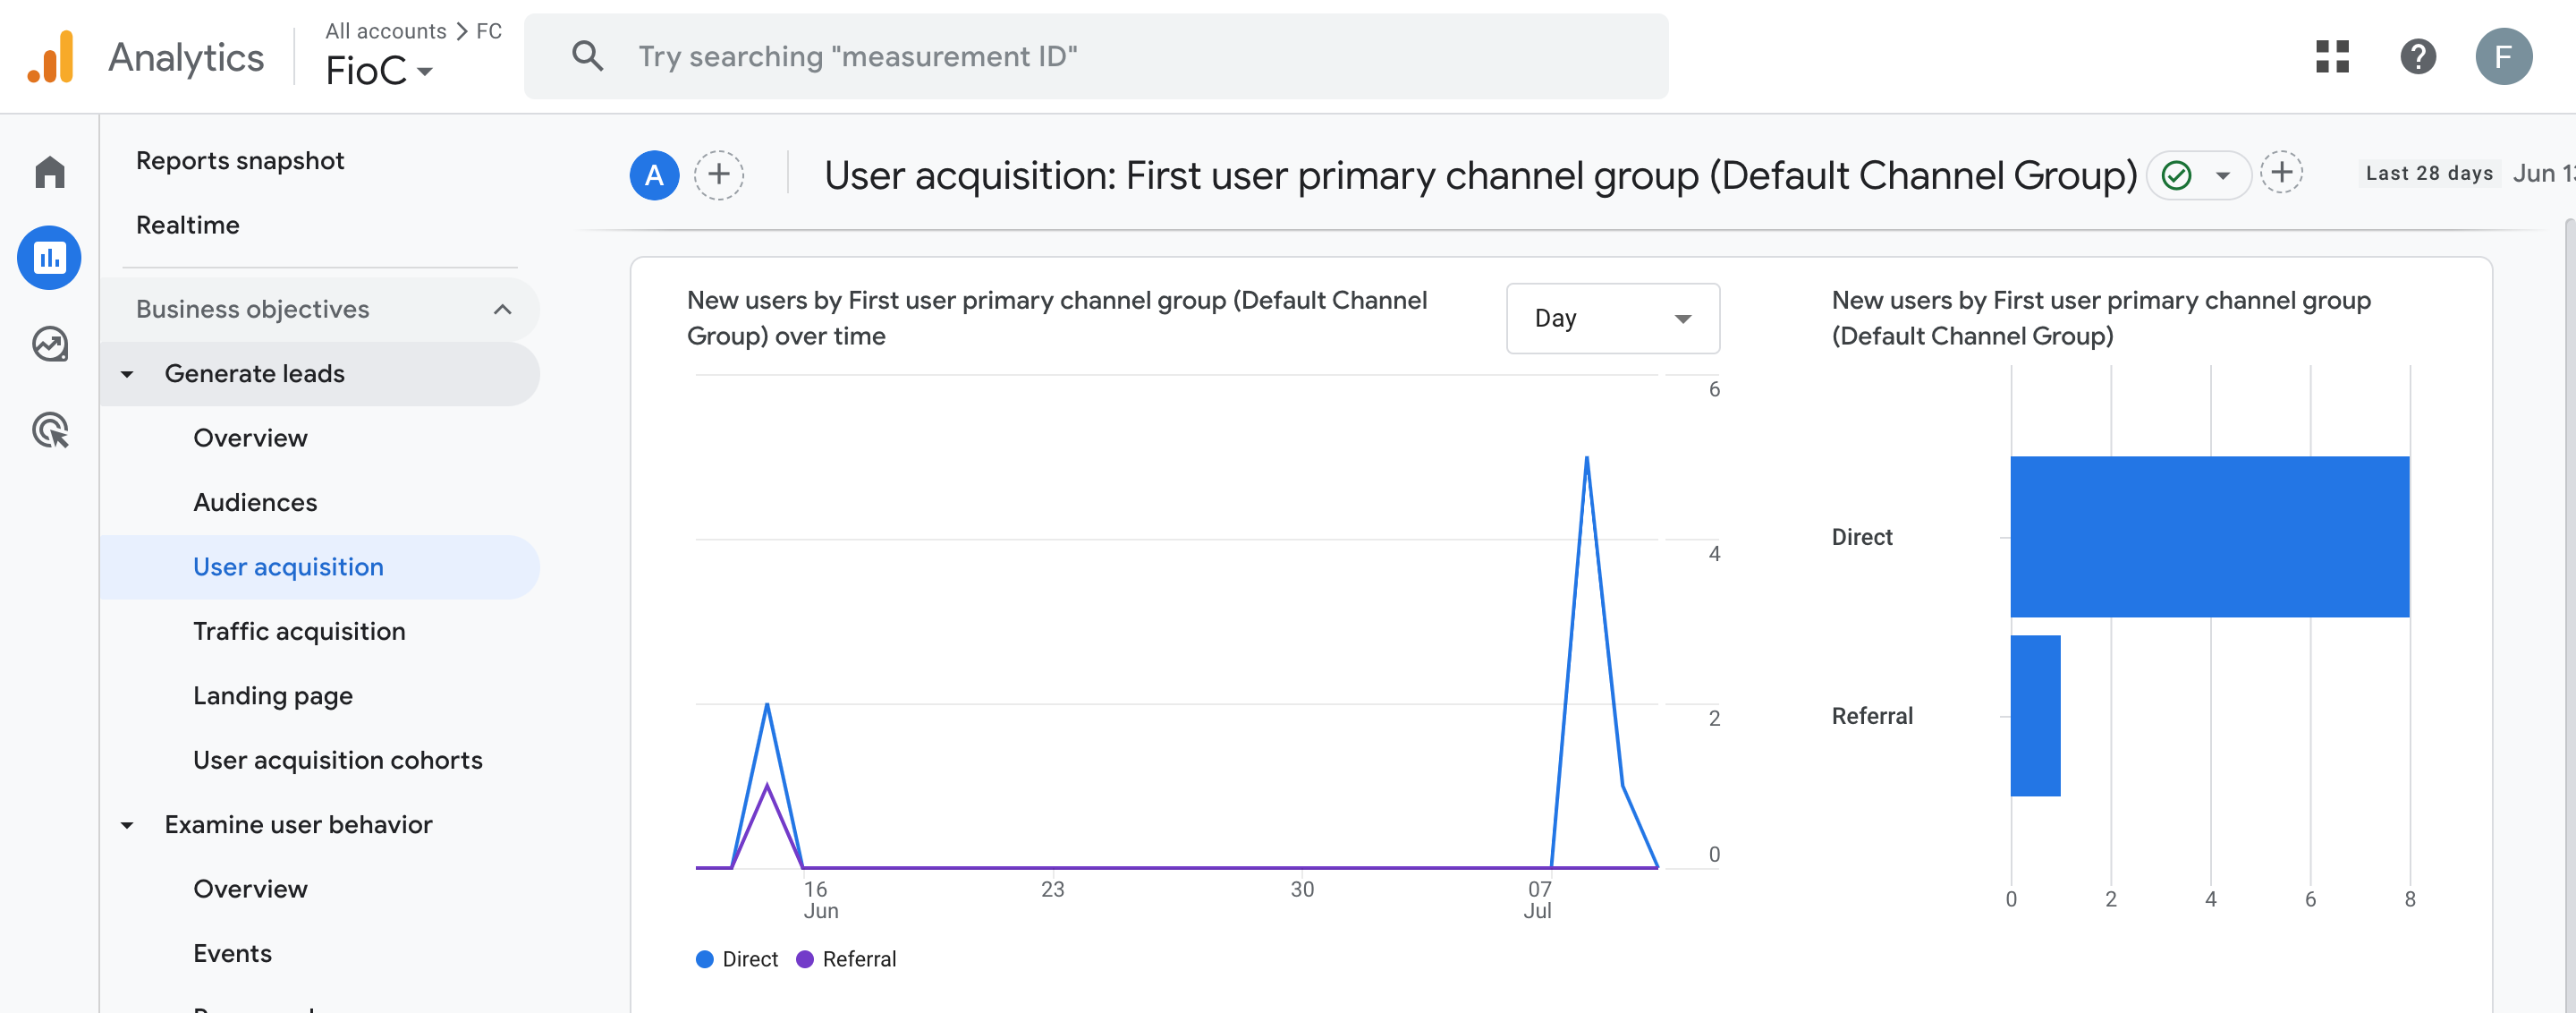 Analytics
All accounts > FC
FioC
Try searching "measurement ID"
F
Reports snapshot
Realtime
Business objectives
Generate leads
Overview
Audiences
User acquisition
Traffic acquisition
Landing page
User acquisition cohorts
Examine user behavior
Overview
Events
A
User acquisition: First user primary channel group (Default Channel Group)
Last 28 days
Jun
New users by First user primary channel group (Default Channel
Group) over time
Day
6
4
2
0
16
Jun
23
30
07
Jul
Direct
Referral
New users by First user primary channel group
(Default Channel Group)
Direct
Referral
0
2
4
6
8